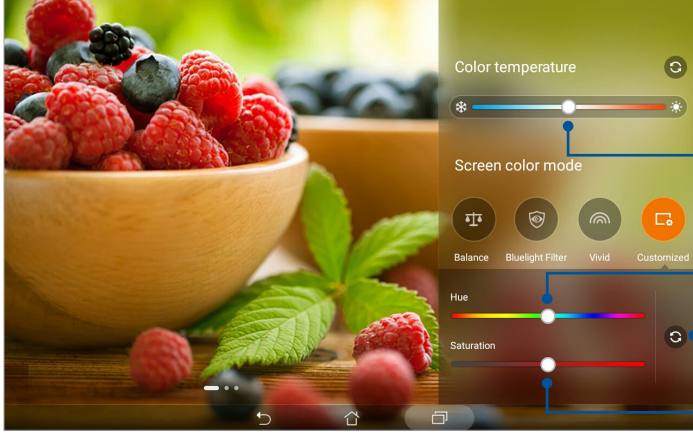 Color temperature
Screen color mode
Balance Bluelight Filter Vivid Customized
Hue
Saturation